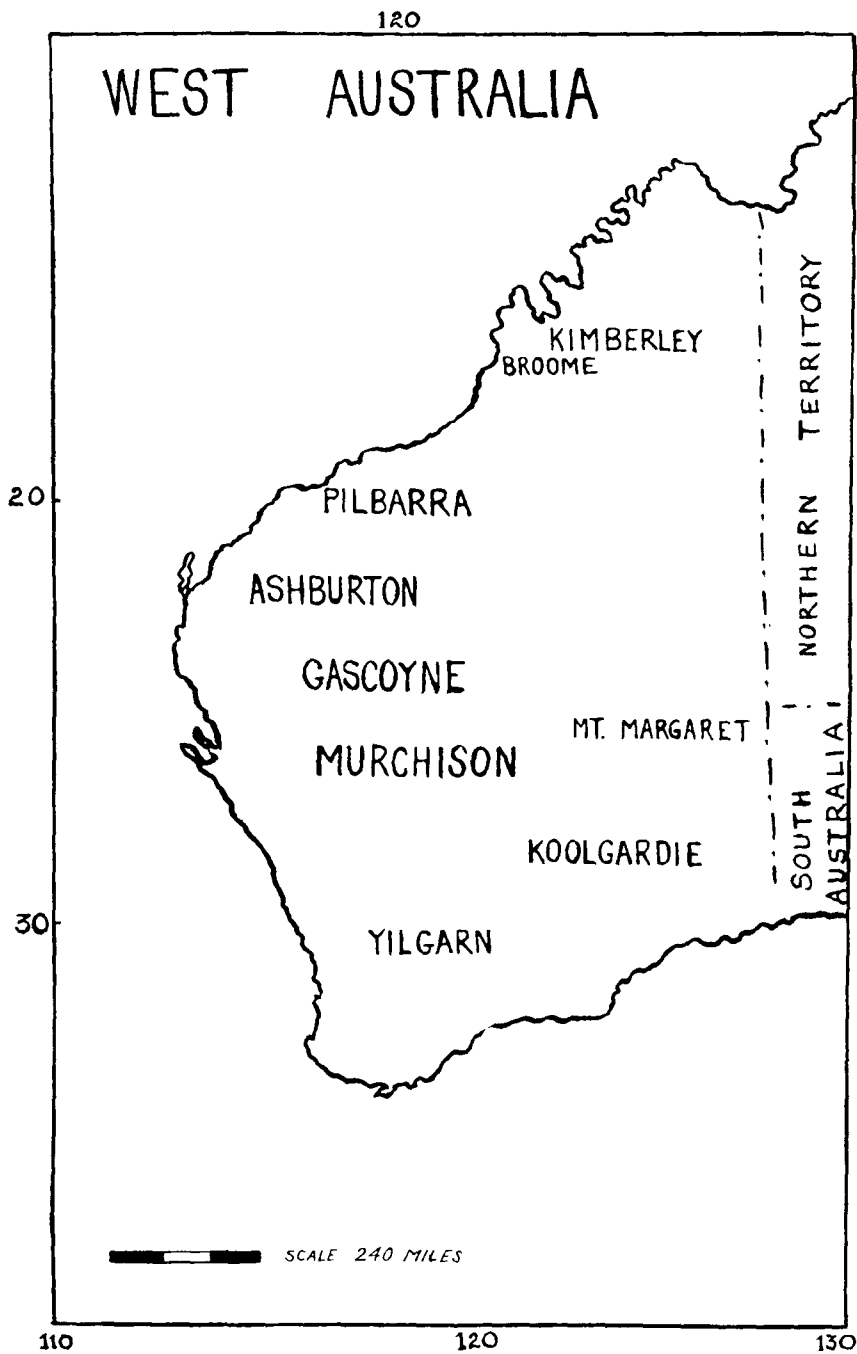 120
WEST AUSTRALIA
KIMBERLEY
BROOME
NORTHERN TERRITORY
20
PILBARRA
ASHBURTON
GASCOYNE
MT. MARGARET
MURCHISON
SOUTH
AUSTRALIA
KOOLGARDIE
30
YILGARN
SCALE 240 MILES
110 120 130